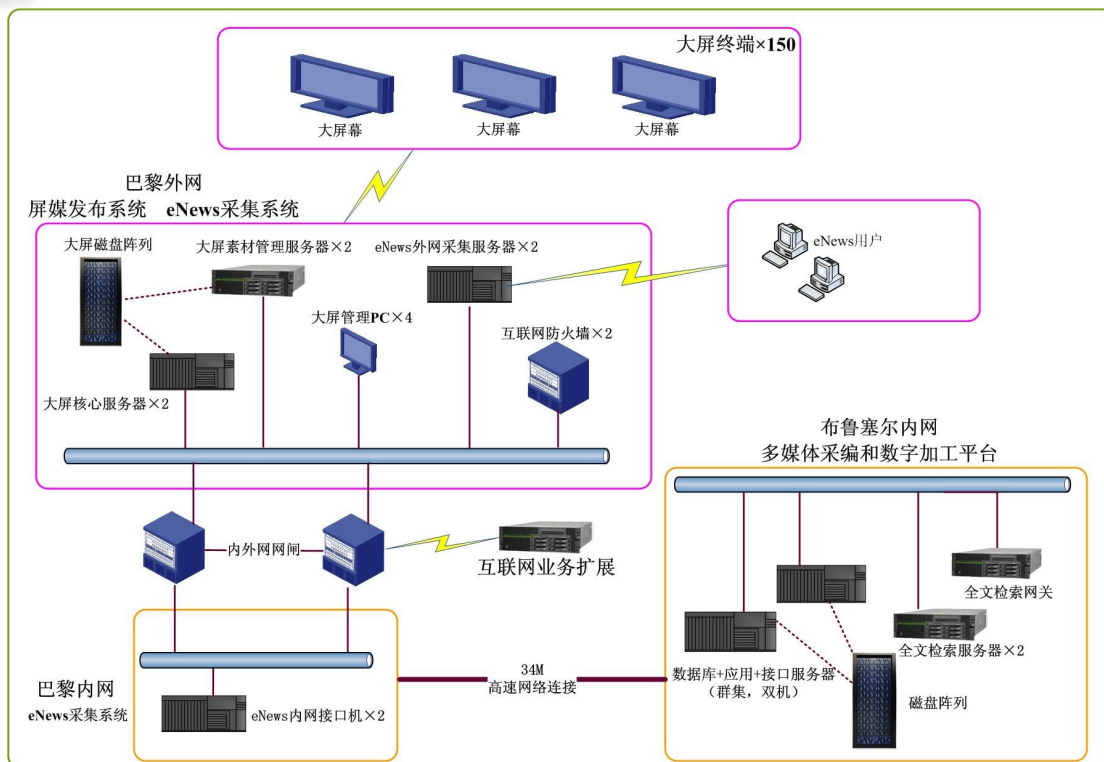 大屏终端×150
大屏幕
大屏幕
大屏幕
巴黎外网
屏媒发布系统 eNews采集系统
大屏磁盘阵列
大屏素材管理服务器×2
eNews外网采集服务器×2
eNews用户
大屏管理PC×4
互联网防火墙×2
大屏核心服务器×2
布鲁塞尔内网
多媒体采编和数字加工平台
内外网网闸
互联网业务扩展
全文检索网关
全文检索服务器×2
34M
高速网络连接
数据库+应用+接口服务器
（群集，双机）
磁盘阵列
巴黎内网
eNews采集系统
eNews内网接口机×2